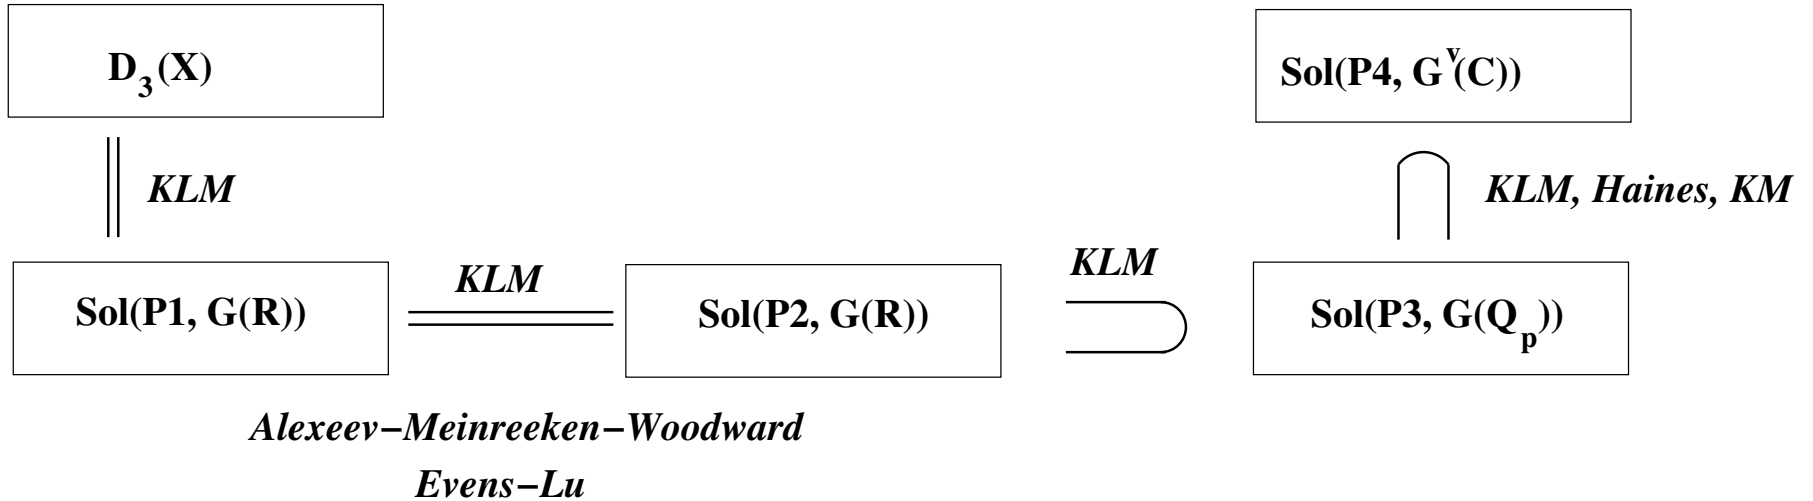 D₃(X)
Sol(P4, Gᵛ(C))
KLM
KLM, Haines, KM
KLM
KLM
Sol(P1, G(R))
Sol(P2, G(R))
Sol(P3, G(Qₚ))
Alexeev−Meinreeken−Woodward
Evens−Lu